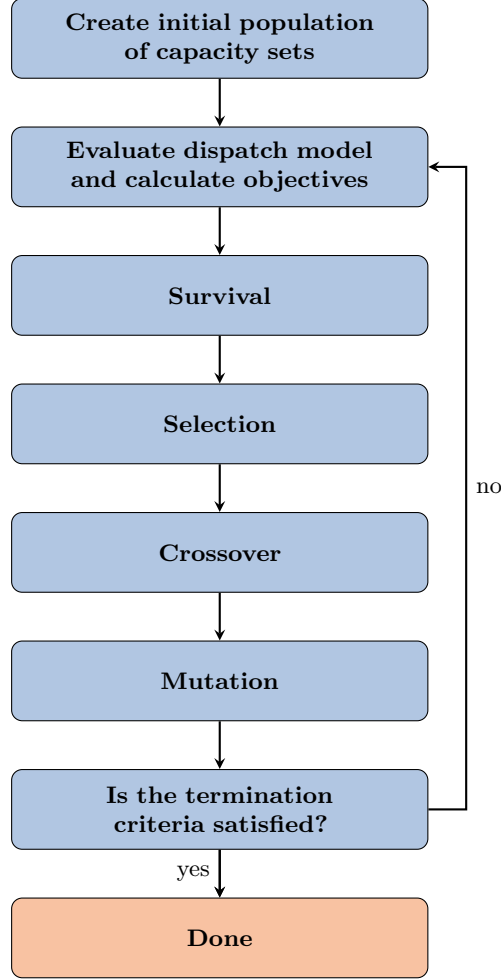 Create initial population
of capacity sets
Evaluate dispatch model
and calculate objectives
Survival
Selection
no
Crossover
Mutation
Is the termination
criteria satisfied?
yes
Done